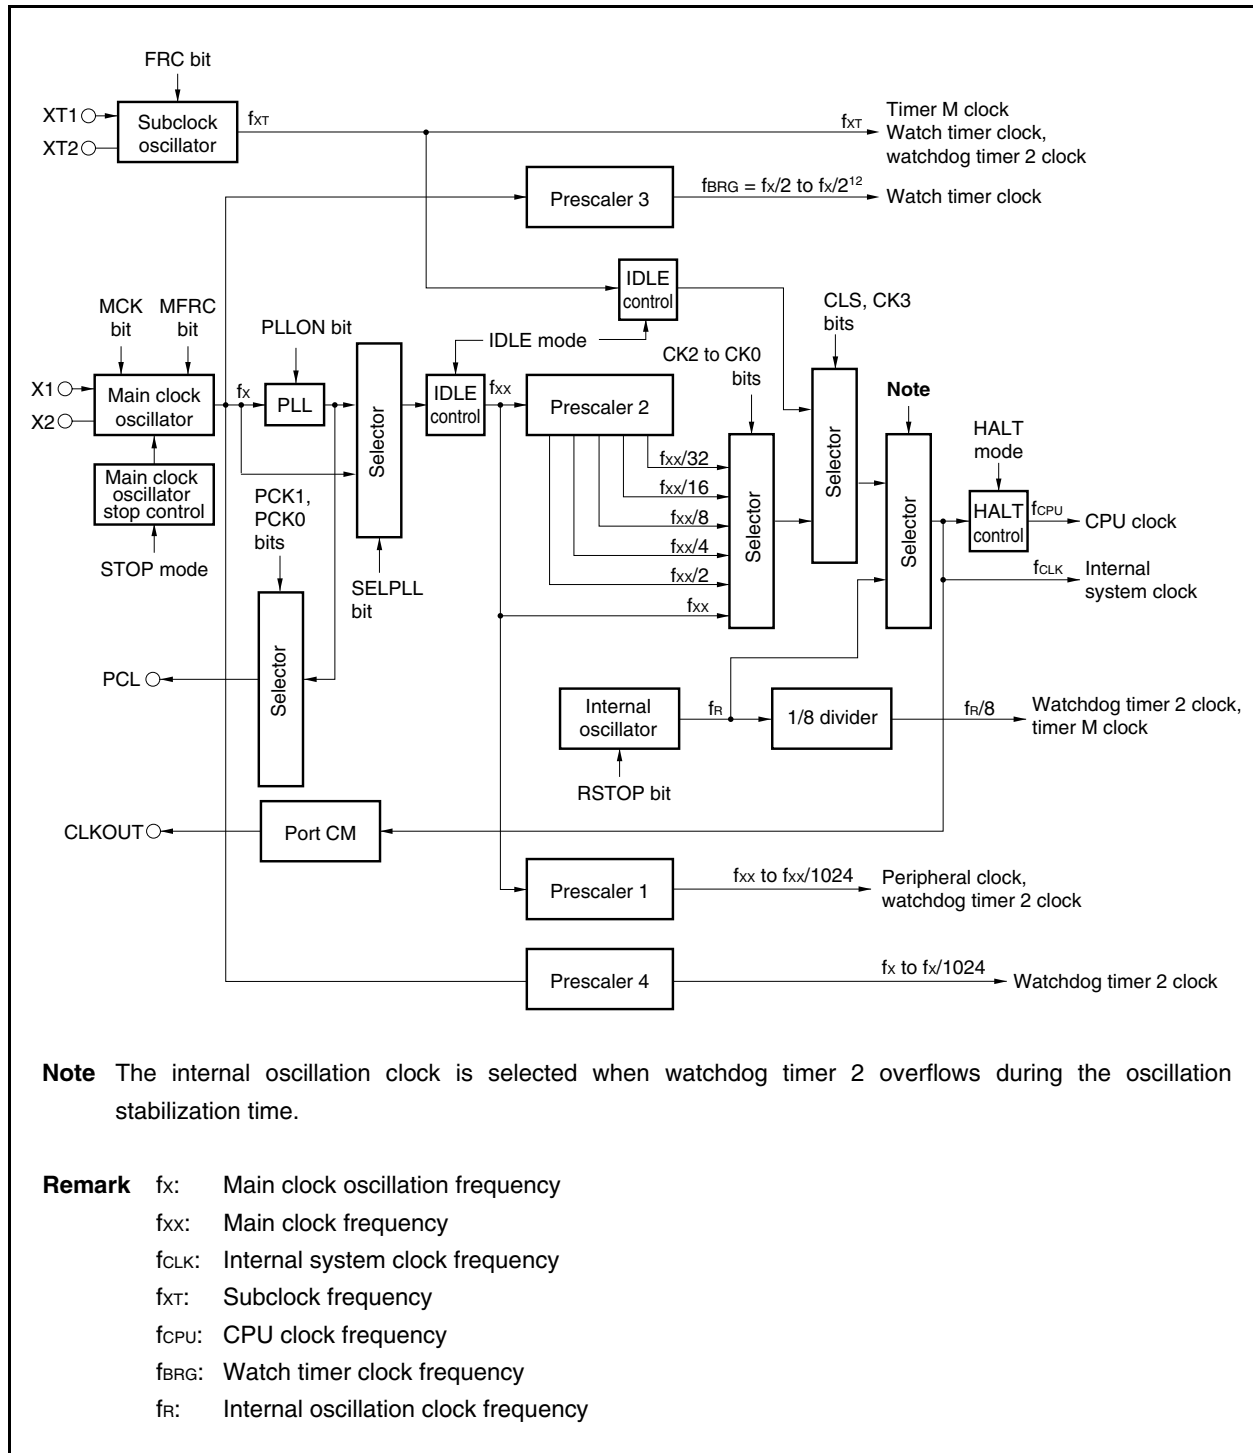 FRC bit
XT1
XT2
Subclock
oscillator
fXT
fXT
Timer M clock
Watch timer clock,
watchdog timer 2 clock
Prescaler 3
fBRG = fX/2 to fX/2¹²
Watch timer clock
IDLE
control
MCK
bit
MFRC
bit
PLLON bit
IDLE mode
CK2 to CK0
bits
CLS, CK3
bits
Note
HALT
mode
X1
X2
Main clock
oscillator
fX
PLL
Selector
IDLE
control
fXX
Prescaler 2
fXX/32
fXX/16
fXX/8
fXX/4
fXX/2
fXX
Selector
Selector
Selector
HALT
control
fCPU
CPU clock
fCLK
Internal
system clock
Main clock
oscillator
stop control
STOP mode
PCK1,
PCK0
bits
SELPLL
bit
PCL
Selector
Internal
oscillator
fR
1/8 divider
fR/8
Watchdog timer 2 clock,
timer M clock
RSTOP bit
CLKOUT
Port CM
Prescaler 1
fXX to fXX/1024
Peripheral clock,
watchdog timer 2 clock
Prescaler 4
fX to fX/1024
Watchdog timer 2 clock
Note The internal oscillation clock is selected when watchdog timer 2 overflows during the oscillation
stabilization time.
Remark fX: Main clock oscillation frequency
fXX: Main clock frequency
fCLK: Internal system clock frequency
fXT: Subclock frequency
fCPU: CPU clock frequency
fBRG: Watch timer clock frequency
fR: Internal oscillation clock frequency